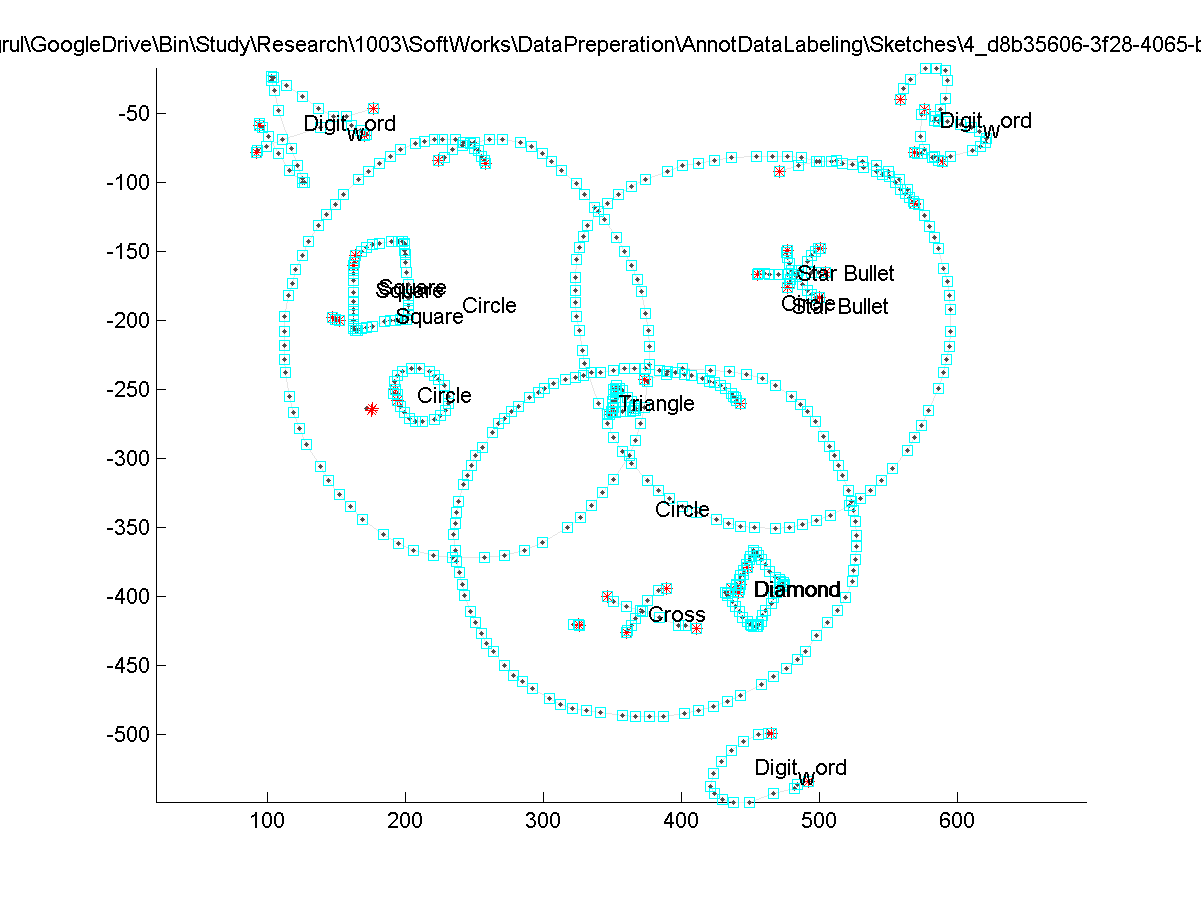 grul\GoogleDrive\Bin\Study\Research\1003\SoftWorks\DataPreperation\AnnotDataLabeling\Sketches\4_d8b35606-3f28-4065-b
-50
Digit_word
Digit_word
-100
-150
Star Bullet
Square
Square
Circle
Circle
Star Bullet
-200
Square
-250
Circle
Triangle
-300
Circle
-350
Diamond
-400
Cross
-450
-500
Digit_word
100 200 300 400 500 600